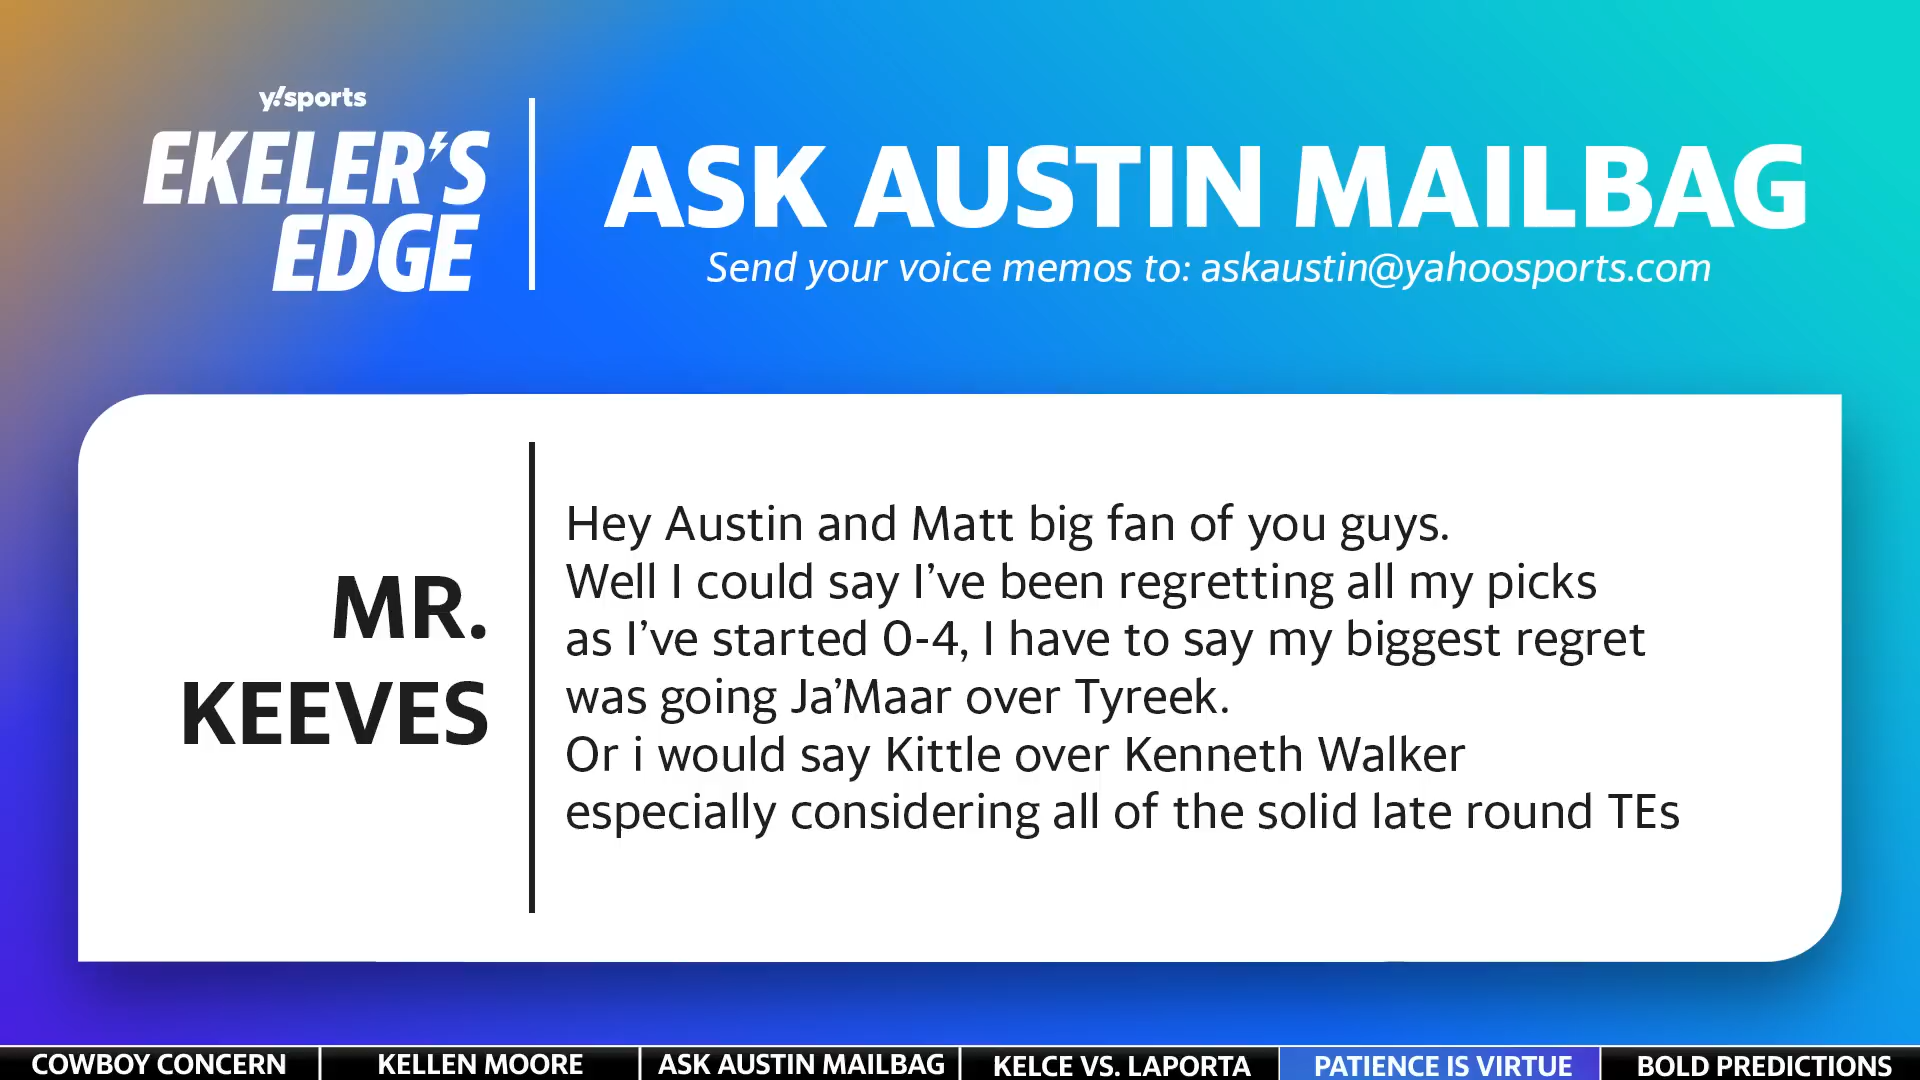 y!sports
EKELER'S
EDGE
ASK AUSTIN MAILBAG
Send your voice memos to: askaustin@yahoosports.com
MR.
KEEVES
Hey Austin and Matt big fan of you guys.
Well I could say I've been regretting all my picks
as I've started 0-4, I have to say my biggest regret
was going Ja'Maar over Tyreek.
Or i would say Kittle over Kenneth Walker
especially considering all of the solid late round TEs
COWBOY CONCERN
KELLEN MOORE
ASK AUSTIN MAILBAG
KELCE VS. LAPORTA
PATIENCE IS VIRTUE
BOLD PREDICTIONS